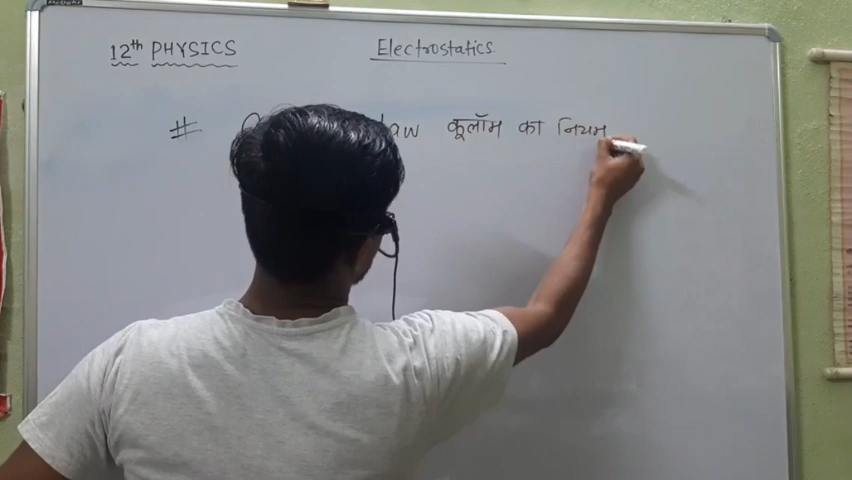 12th PHYSICS
Electrostatics.
# Law कूलॉम का नियम